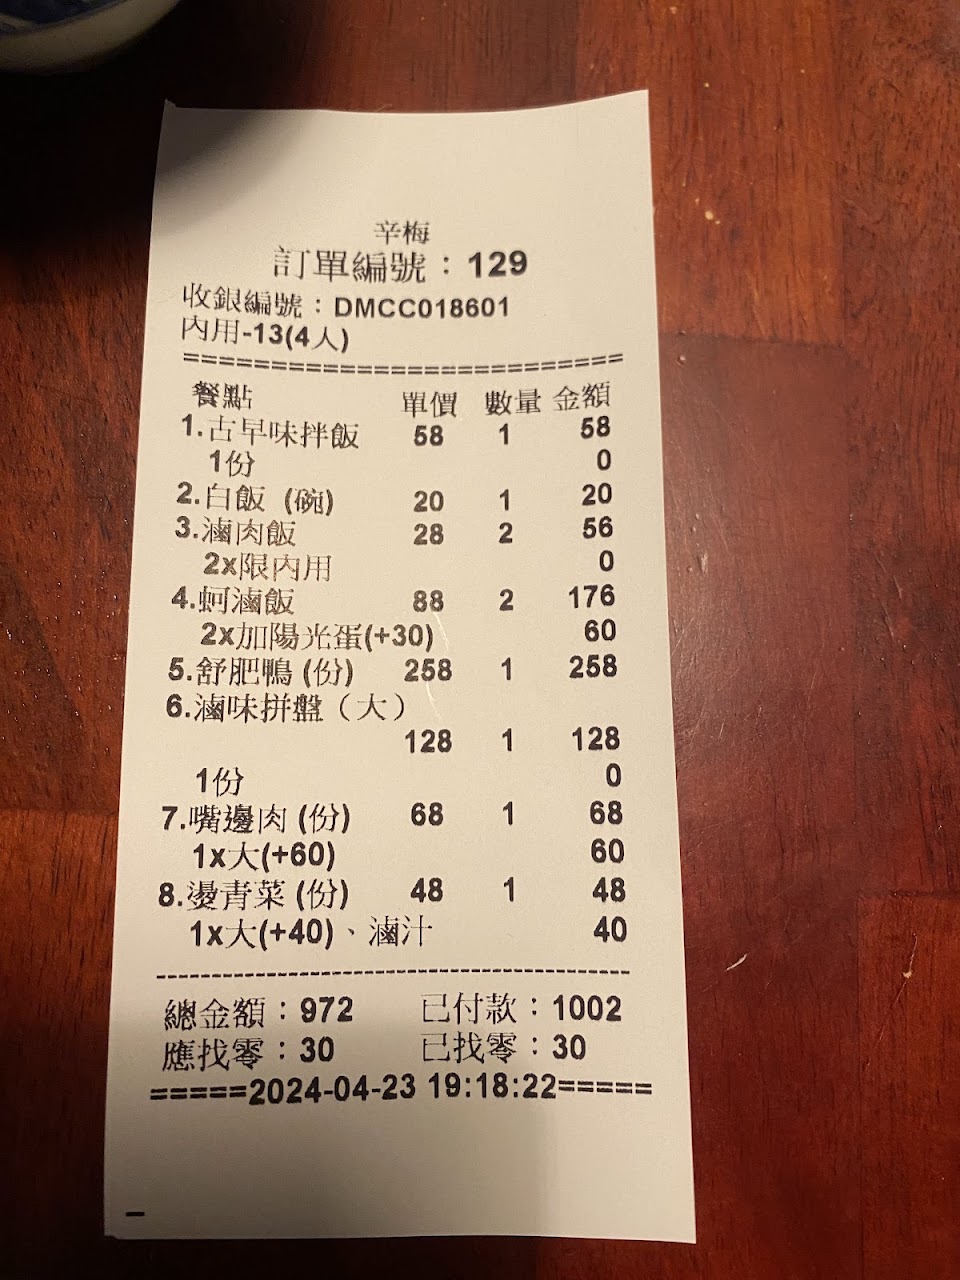 辛梅
訂單編號：129
收銀編號：DMCC018601
內用-13(4人)
==========================
餐點 單價 數量 金額
1.古早味拌飯 58 1 58
1份 0
2.白飯 (碗) 20 1 20
3.滷肉飯 28 2 56
2x限內用 0
4.蚵滷飯 88 2 176
2x加陽光蛋(+30) 60
5.舒肥鴨 (份) 258 1 258
6.滷味拼盤（大）
128 1 128
1份 0
7.嘴邊肉 (份) 68 1 68
1x大(+60) 60
8.燙青菜 (份) 48 1 48
1x大(+40)、滷汁 40
--------------------------------------------
總金額：972 已付款：1002
應找零：30 已找零：30
=====2024-04-23 19:18:22=====